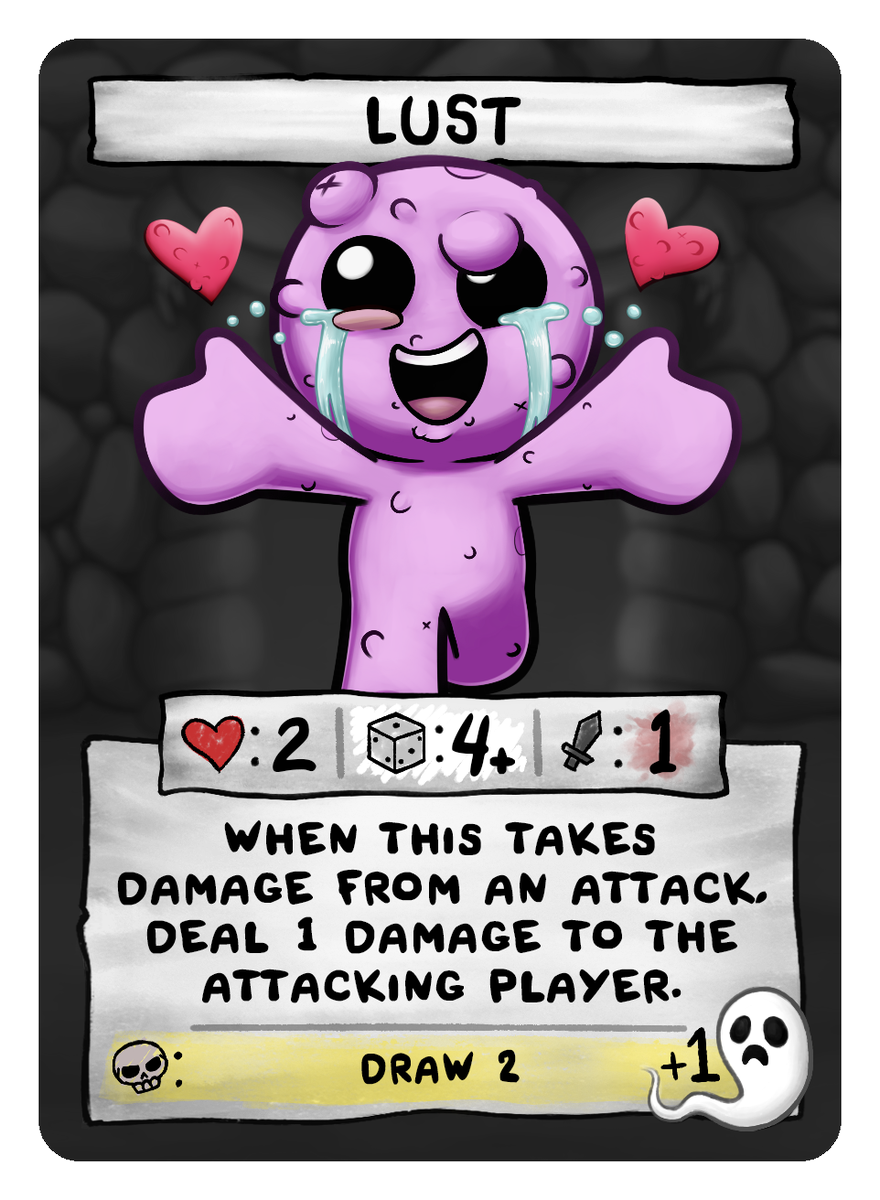 LUST
: 2 : 4+ : 1
WHEN THIS TAKES
DAMAGE FROM AN ATTACK,
DEAL 1 DAMAGE TO THE
ATTACKING PLAYER.
: DRAW 2 +1